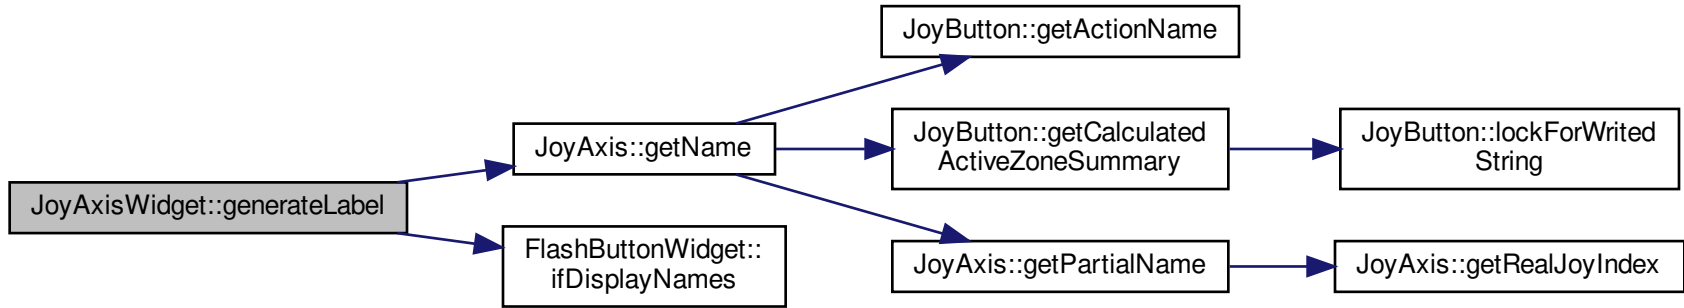 JoyAxisWidget::generateLabel
JoyAxis::getName
FlashButtonWidget::
ifDisplayNames
JoyButton::getActionName
JoyButton::getCalculated
ActiveZoneSummary
JoyAxis::getPartialName
JoyButton::lockForWrited
String
JoyAxis::getRealJoyIndex